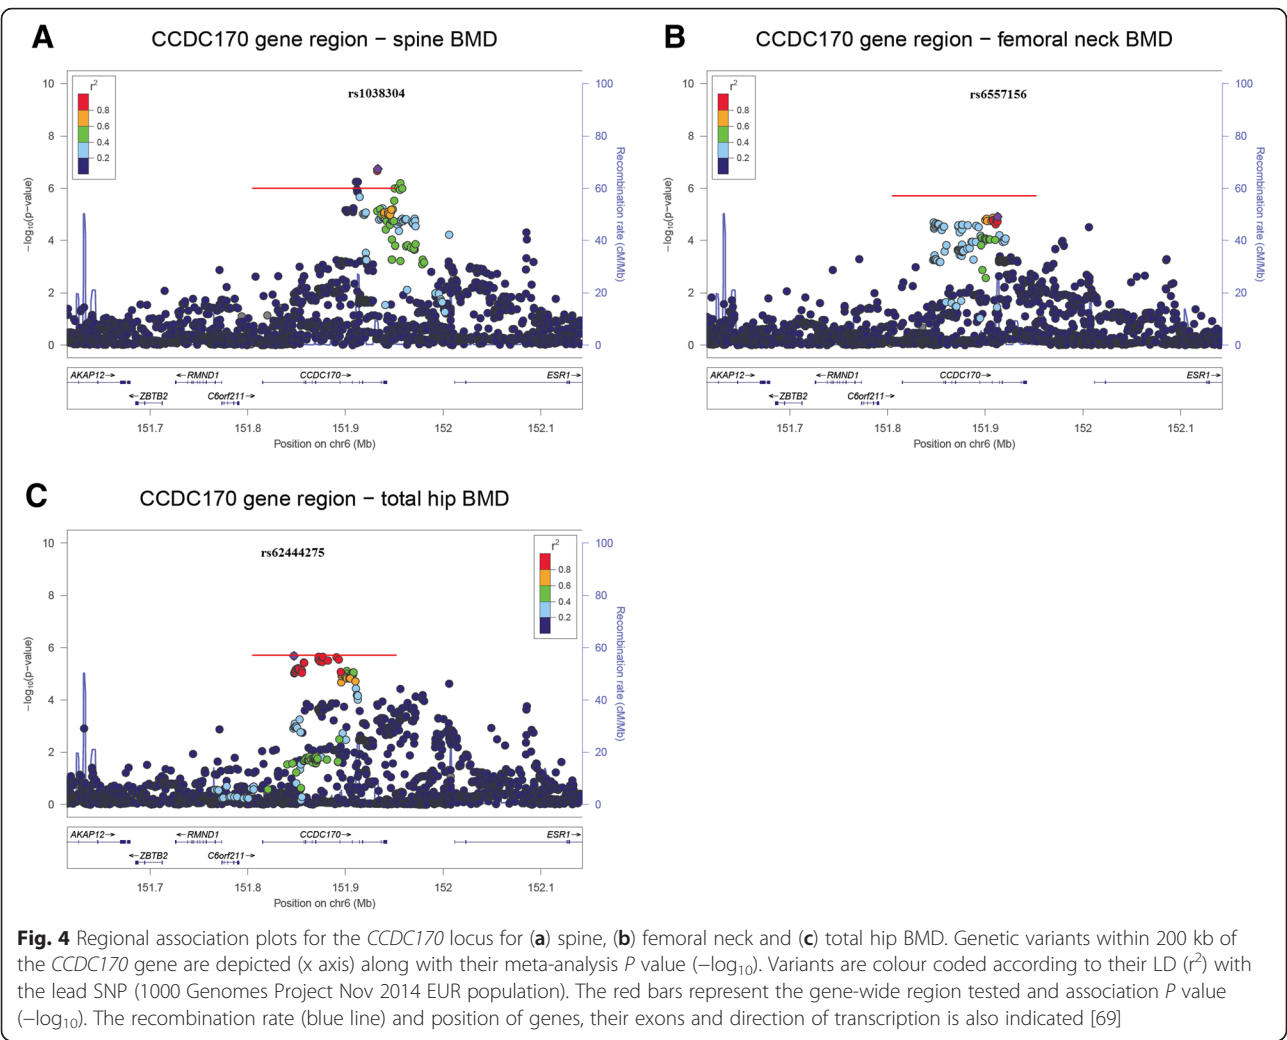 A
CCDC170 gene region – spine BMD
r²
0.8
0.6
0.4
0.2
rs1038304
10
8
6
4
2
0
−log₁₀(p−value)
100
80
60
40
20
0
Recombination rate (cM/Mb)
AKAP12→
←RMND1
CCDC170→
ESR1→
←ZBTB2
C6orf211→
151.7
151.8
151.9
152
152.1
Position on chr6 (Mb)
B
CCDC170 gene region – femoral neck BMD
r²
0.8
0.6
0.4
0.2
rs6557156
10
8
6
4
2
0
−log₁₀(p−value)
100
80
60
40
20
0
Recombination rate (cM/Mb)
AKAP12→
←RMND1
CCDC170→
ESR1→
←ZBTB2
C6orf211→
151.7
151.8
151.9
152
152.1
Position on chr6 (Mb)
C
CCDC170 gene region – total hip BMD
rs62444275
r²
0.8
0.6
0.4
0.2
10
8
6
4
2
0
−log₁₀(p−value)
100
80
60
40
20
0
Recombination rate (cM/Mb)
AKAP12→
←RMND1
CCDC170→
ESR1→
←ZBTB2
C6orf211→
151.7
151.8
151.9
152
152.1
Position on chr6 (Mb)
Fig. 4 Regional association plots for the CCDC170 locus for (a) spine, (b) femoral neck and (c) total hip BMD. Genetic variants within 200 kb of
the CCDC170 gene are depicted (x axis) along with their meta-analysis P value (−log₁₀). Variants are colour coded according to their LD (r²) with
the lead SNP (1000 Genomes Project Nov 2014 EUR population). The red bars represent the gene-wide region tested and association P value
(−log₁₀). The recombination rate (blue line) and position of genes, their exons and direction of transcription is also indicated [69]